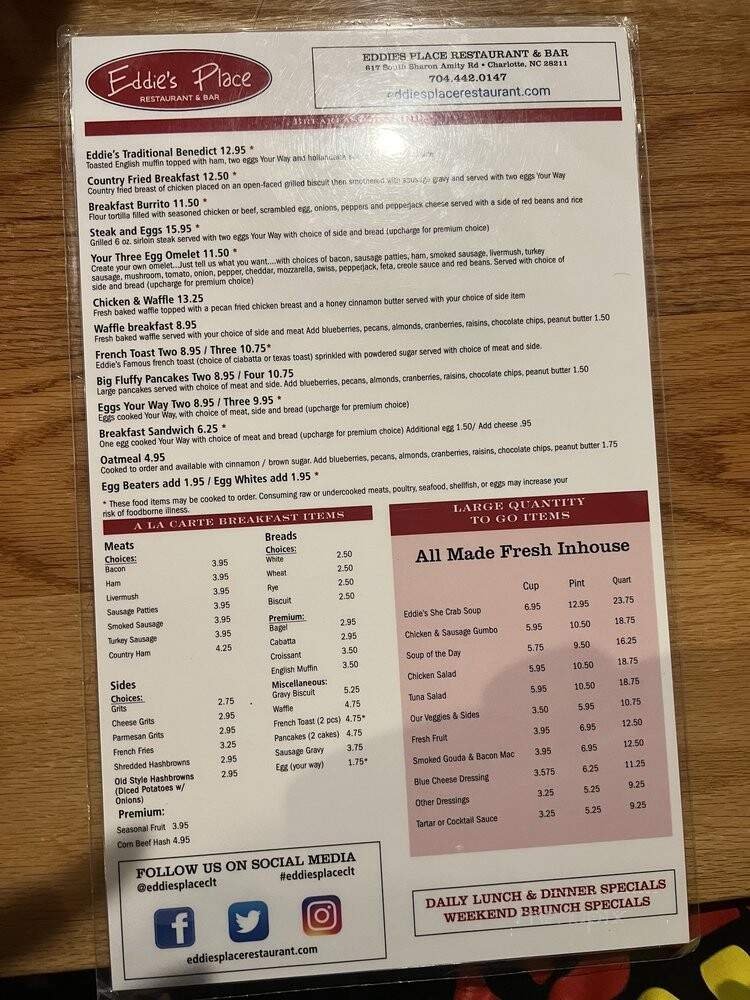 Eddie's Place
RESTAURANT & BAR
EDDIES PLACE RESTAURANT & BAR
617 South Sharon Amity Rd • Charlotte, NC 28211
704.442.0147
eddiesplacerestaurant.com
Eddie's Traditional Benedict 12.95 *
Toasted English muffin topped with ham, two eggs Your Way and
Country Fried Breakfast 12.50 *
Country fried breast of chicken placed on an open-faced grilled biscuit then smothered with sausage gravy and served with two eggs Your Way
Breakfast Burrito 11.50 *
Flour tortilla filled with seasoned chicken or beef, scrambled egg, onions, peppers and pepperjack cheese served with a side of red beans and rice
Steak and Eggs 15.95 *
Grilled 6 oz. sirloin steak served with two eggs Your Way with choice of side and bread (upcharge for premium choice)
Your Three Egg Omelet 11.50 *
Create your own omelet...Just tell us what you want....with choices of bacon, sausage patties, ham, smoked sausage, livermush, turkey
sausage, mushroom, tomato, onion, pepper, cheddar, mozzarella, swiss, pepperjack, feta, creole sauce and red beans. Served with choice of
side and bread (upcharge for premium choice)
Chicken & Waffle 13.25
Fresh baked waffle topped with a pecan fried chicken breast and a honey cinnamon butter served with your choice of side item
Waffle breakfast 8.95
Fresh baked waffle served with your choice of side and meat Add blueberries, pecans, almonds, cranberries, raisins, chocolate chips, peanut butter 1.50
French Toast Two 8.95 / Three 10.75*
Eddie's Famous french toast (choice of ciabatta or texas toast) sprinkled with powdered sugar served with choice of meat and side.
Big Fluffy Pancakes Two 8.95 / Four 10.75
Large pancakes served with choice of meat and side. Add blueberries, pecans, almonds, cranberries, raisins, chocolate chips, peanut butter 1.50
Eggs Your Way Two 8.95 / Three 9.95 *
Eggs cooked Your Way, with choice of meat, side and bread (upcharge for premium choice)
Breakfast Sandwich 6.25 *
One egg cooked Your Way with choice of meat and bread (upcharge for premium choice) Additional egg 1.50/ Add cheese .95
Oatmeal 4.95
Cooked to order and available with cinnamon / brown sugar. Add blueberries, pecans, almonds, cranberries, raisins, chocolate chips, peanut butter 1.75
Egg Beaters add 1.95 / Egg Whites add 1.95 *
* These food items may be cooked to order. Consuming raw or undercooked meats, poultry, seafood, shellfish, or eggs may increase your
risk of foodborne illness.
A LA CARTE BREAKFAST ITEMS
Meats
Choices:
Bacon 3.95
Ham 3.95
Livermush 3.95
Sausage Patties 3.95
Smoked Sausage 3.95
Turkey Sausage 3.95
Country Ham 4.25
Sides
Choices:
Grits 2.75
Cheese Grits 2.95
Parmesan Grits 2.95
French Fries 3.25
Shredded Hashbrowns 2.95
Old Style Hashbrowns 2.95
(Diced Potatoes w/
Onions)
Premium:
Seasonal Fruit 3.95
Corn Beef Hash 4.95
Breads
Choices:
White 2.50
Wheat 2.50
Rye 2.50
Biscuit 2.50
Premium:
Bagel 2.95
Cabatta 2.95
Croissant 3.50
English Muffin 3.50
Miscellaneous:
Gravy Biscuit 5.25
Waffle 4.75
French Toast (2 pcs) 4.75*
Pancakes (2 cakes) 4.75
Sausage Gravy 3.75
Egg (your way) 1.75*
LARGE QUANTITY
TO GO ITEMS
All Made Fresh Inhouse
Cup Pint Quart
Eddie's She Crab Soup 6.95 12.95 23.75
Chicken & Sausage Gumbo 5.95 10.50 18.75
Soup of the Day 5.75 9.50 16.25
Chicken Salad 5.95 10.50 18.75
Tuna Salad 5.95 10.50 18.75
Our Veggies & Sides 3.50 5.95 10.75
Fresh Fruit 3.95 6.95 12.50
Smoked Gouda & Bacon Mac 3.95 6.95 12.50
Blue Cheese Dressing 3.575 6.25 11.25
Other Dressings 3.25 5.25 9.25
Tartar or Cocktail Sauce 3.25 5.25 9.25
FOLLOW US ON SOCIAL MEDIA
@eddiesplaceclt #eddiesplaceclt
eddiesplacerestaurant.com
DAILY LUNCH & DINNER SPECIALS
WEEKEND BRUNCH SPECIALS